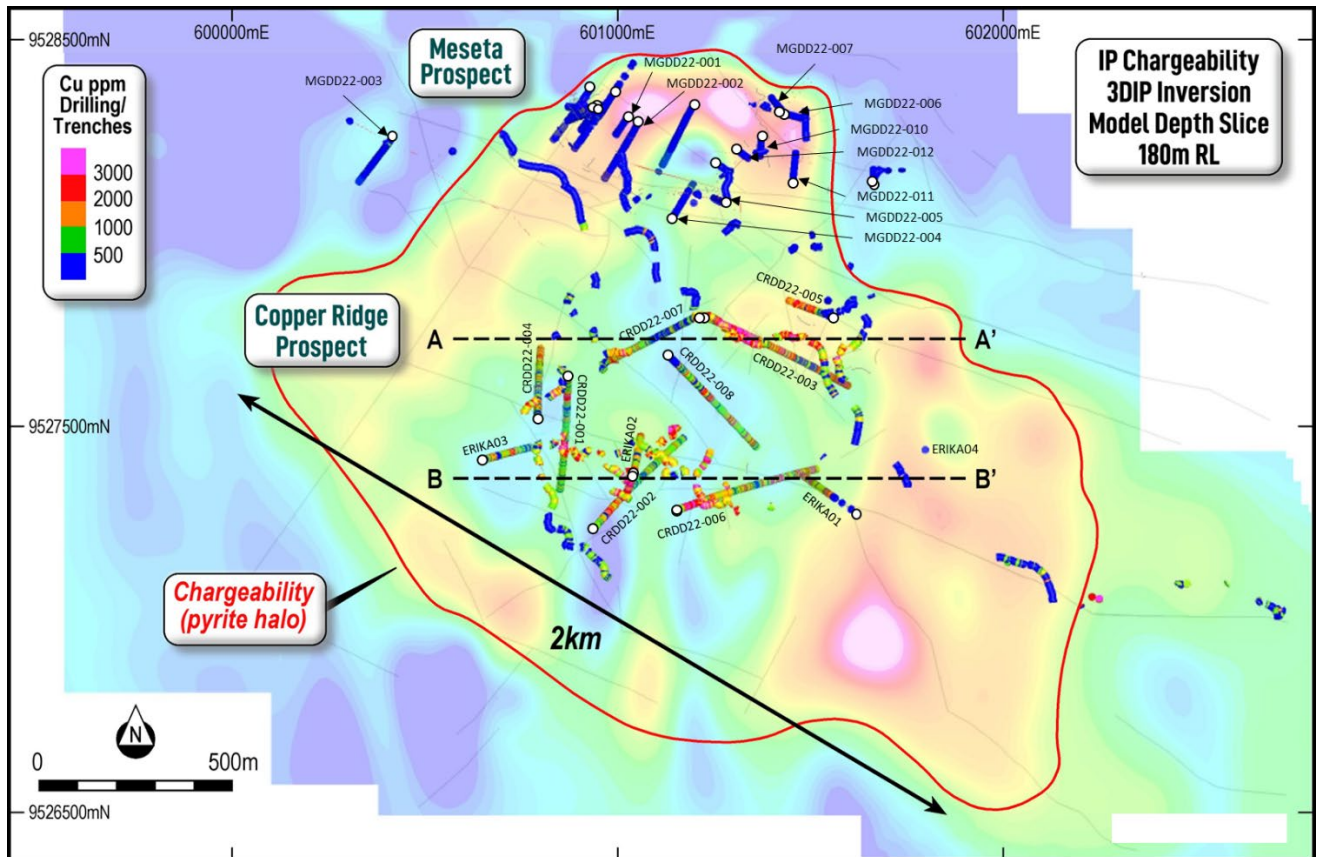 600000mE
601000mE
602000mE
9528500mN
9527500mN
9526500mN
Cu ppm
Drilling/
Trenches
3000
2000
1000
500
Meseta
Prospect
IP Chargeability
3DIP Inversion
Model Depth Slice
180m RL
MGDD22-003
MGDD22-001
MGDD22-002
MGDD22-007
MGDD22-006
MGDD22-010
MGDD22-012
MGDD22-011
MGDD22-005
MGDD22-004
Copper Ridge
Prospect
A
A'
CRDD22-005
CRDD22-007
CRDD22-004
CRDD22-003
CRDD22-008
CRDD22-001
ERIKA03
ERIKA02
ERIKA04
B
B'
CRDD22-002
CRDD22-006
ERIKA01
Chargeability
(pyrite halo)
2km
N
0
500m